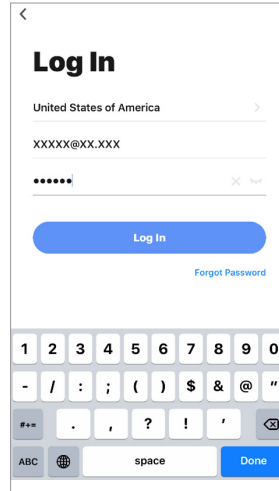 Log In
United States of America
XXXXX@XX.XXX
••••••
Log In
Forgot Password
1 2 3 4 5 6 7 8 9 0
- / : ; ( ) $ & @ "
#+= . , ? ! '
ABC space Done